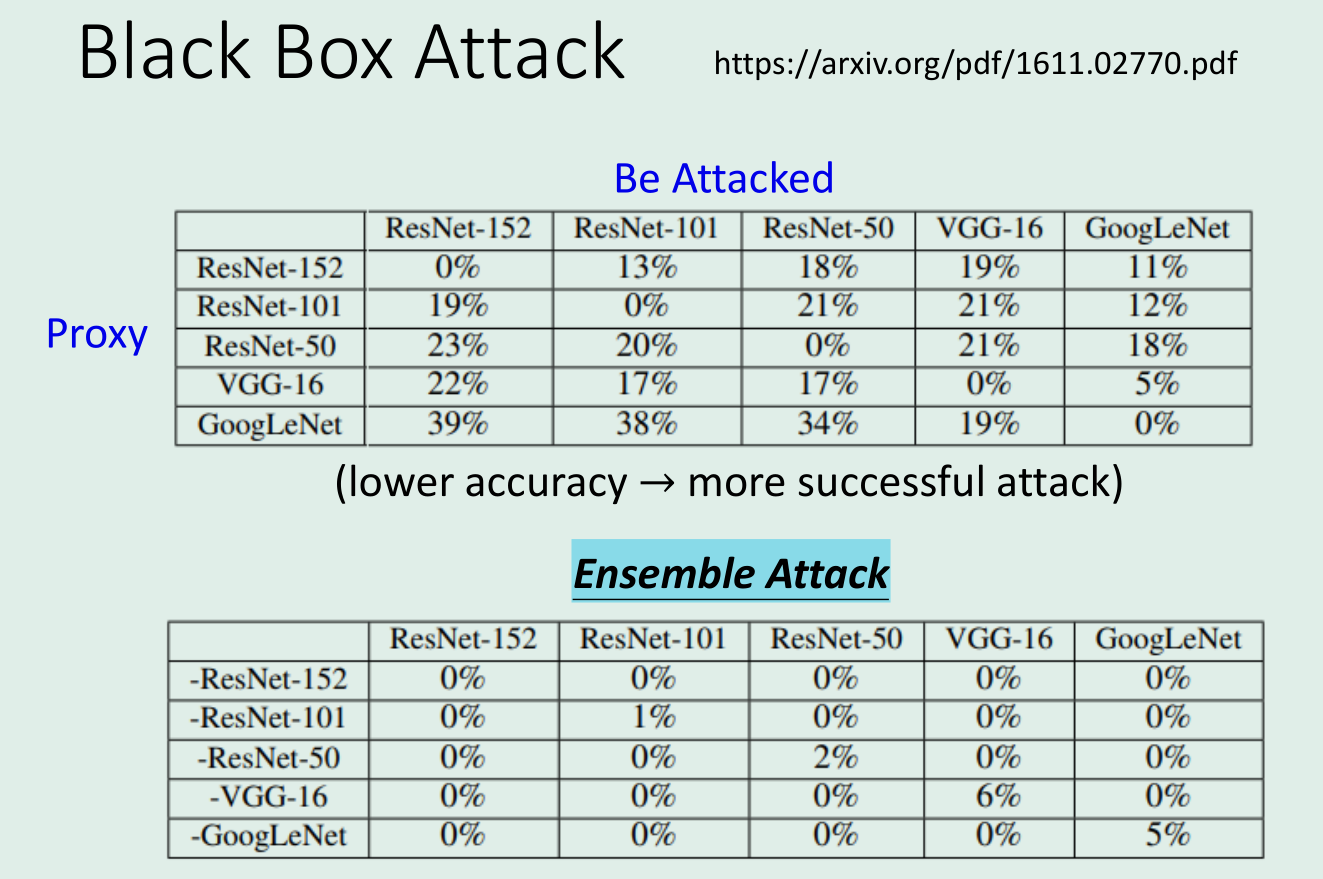 Black Box Attack https://arxiv.org/pdf/1611.02770.pdf
Be Attacked
ResNet-152 ResNet-101 ResNet-50 VGG-16 GoogLeNet
ResNet-152 0% 13% 18% 19% 11%
ResNet-101 19% 0% 21% 21% 12%
Proxy
ResNet-50 23% 20% 0% 21% 18%
VGG-16 22% 17% 17% 0% 5%
GoogLeNet 39% 38% 34% 19% 0%
(lower accuracy → more successful attack)
Ensemble Attack
ResNet-152 ResNet-101 ResNet-50 VGG-16 GoogLeNet
-ResNet-152 0% 0% 0% 0% 0%
-ResNet-101 0% 1% 0% 0% 0%
-ResNet-50 0% 0% 2% 0% 0%
-VGG-16 0% 0% 0% 6% 0%
-GoogLeNet 0% 0% 0% 0% 5%